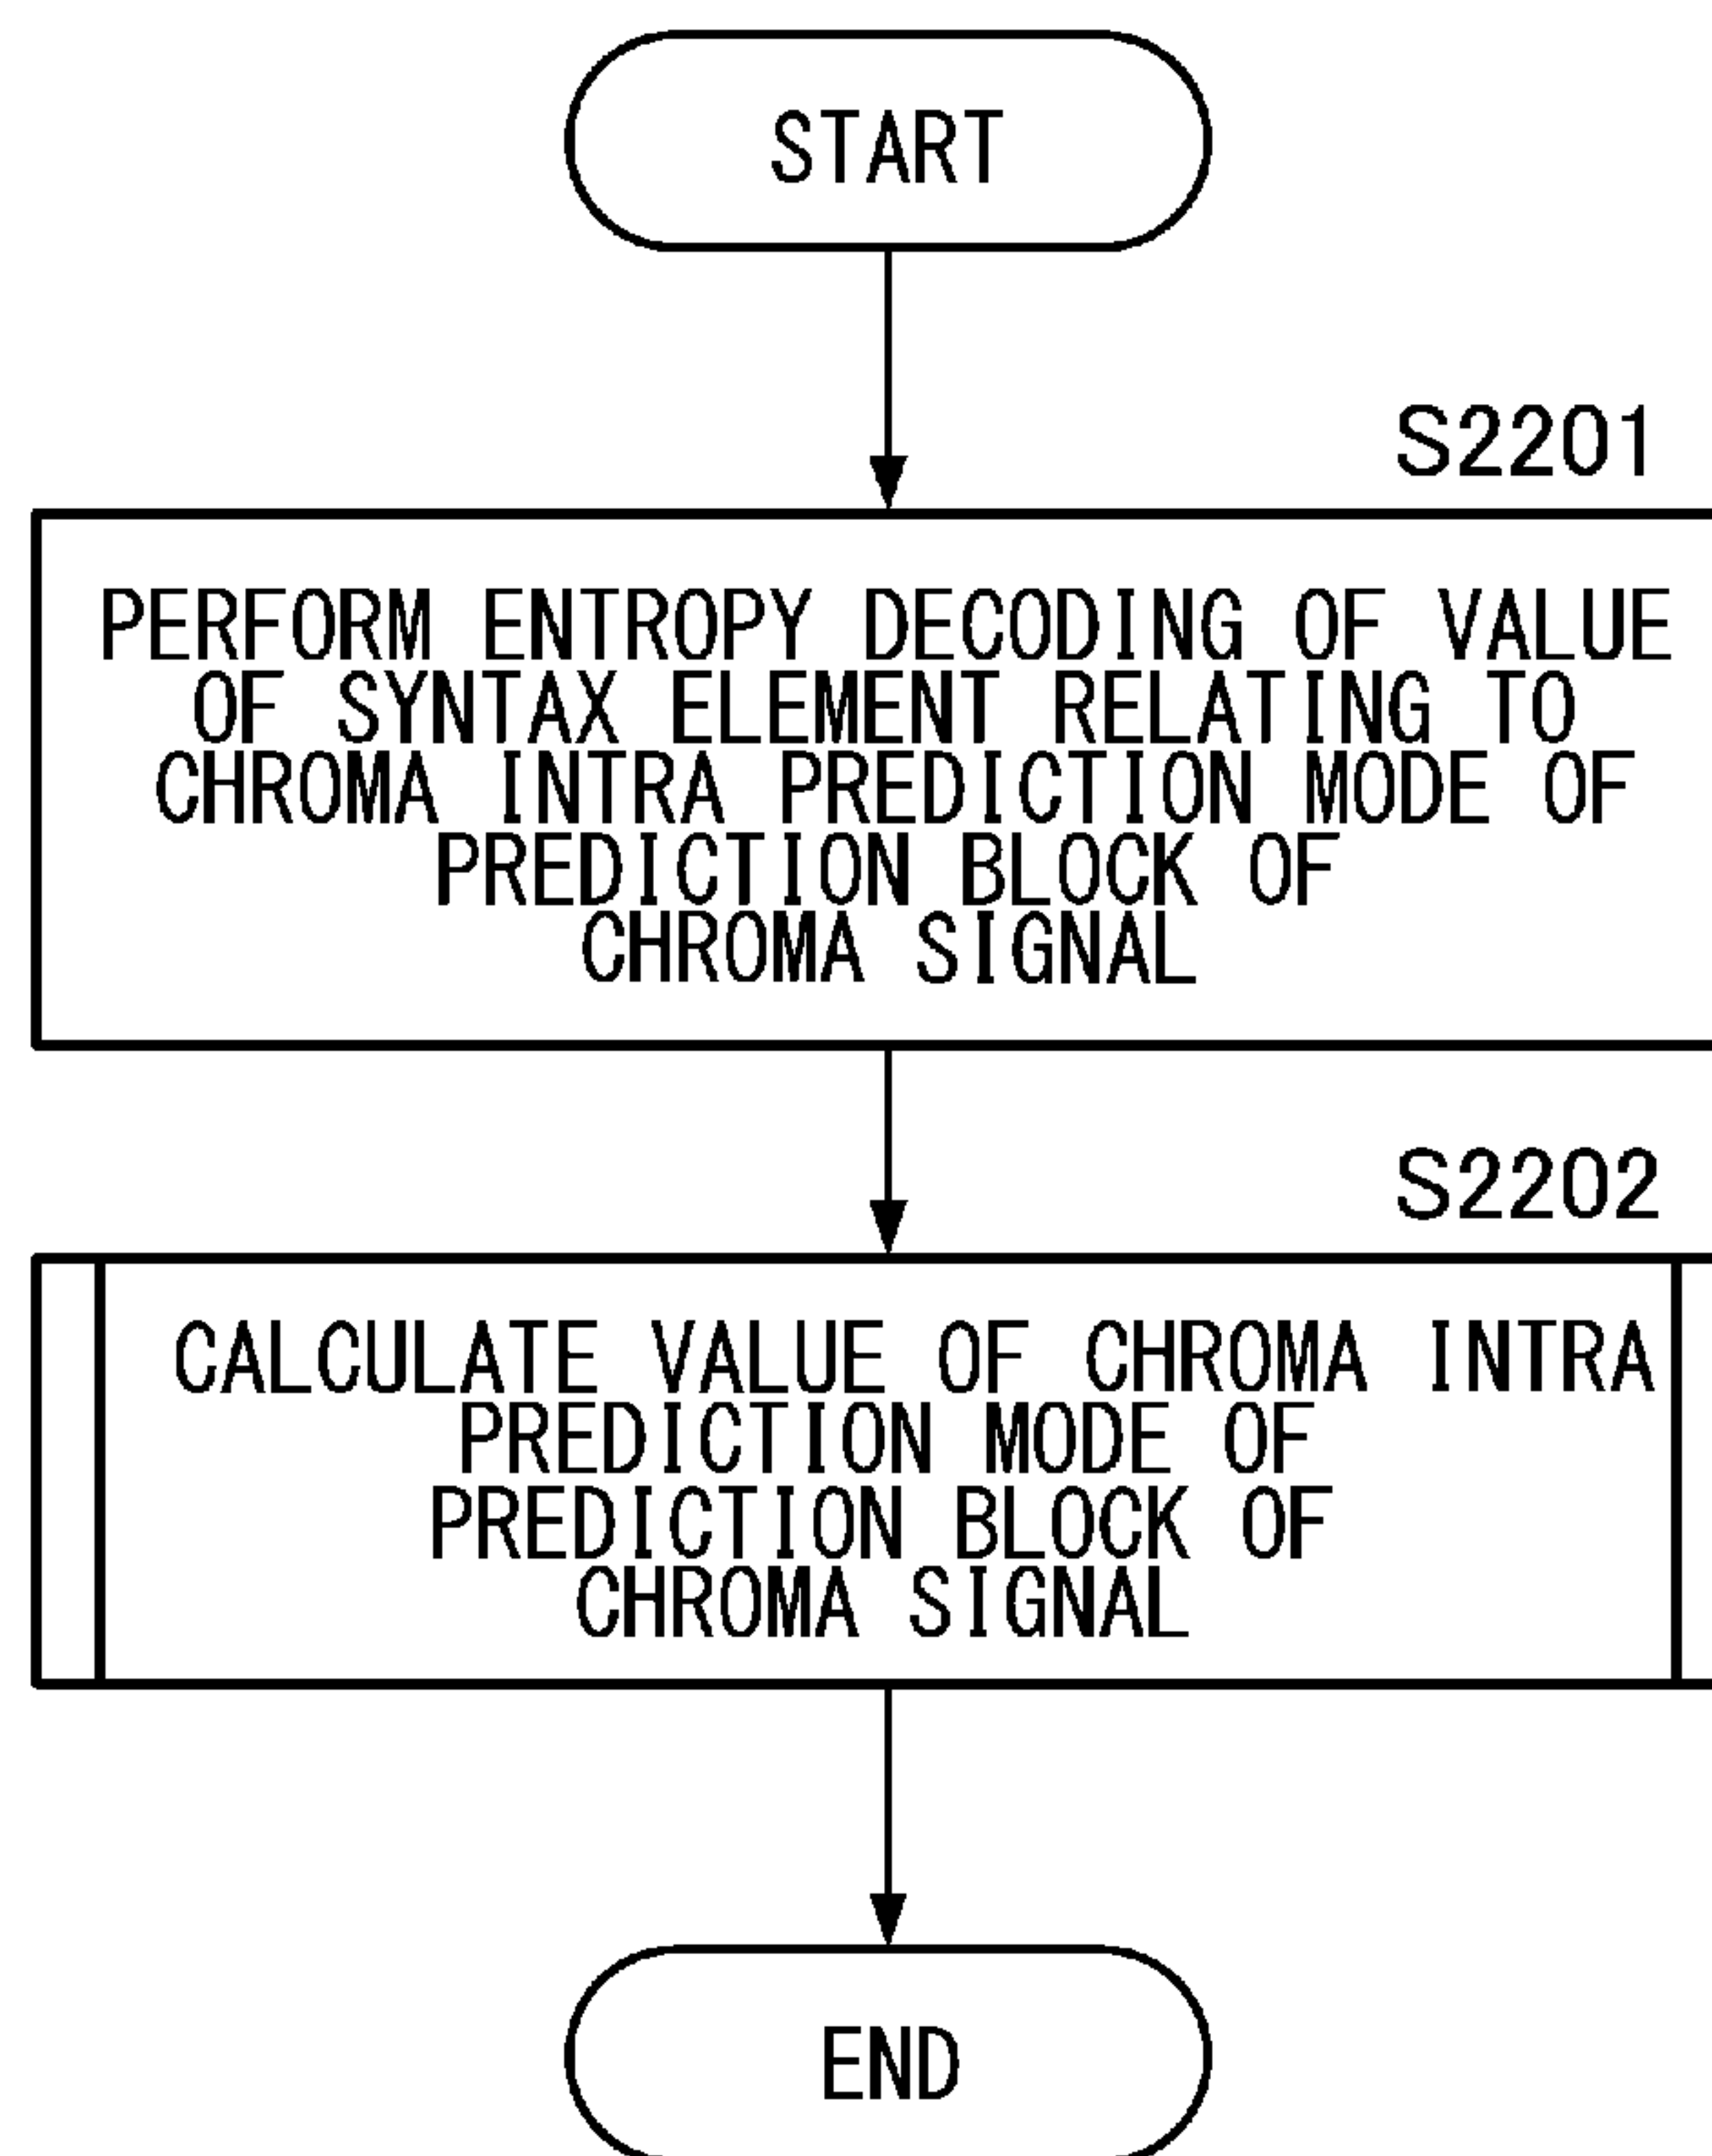 START
S2201
PERFORM ENTROPY DECODING OF VALUE
OF SYNTAX ELEMENT RELATING TO
CHROMA INTRA PREDICTION MODE OF
PREDICTION BLOCK OF
CHROMA SIGNAL
S2202
CALCULATE VALUE OF CHROMA INTRA
PREDICTION MODE OF
PREDICTION BLOCK OF
CHROMA SIGNAL
END